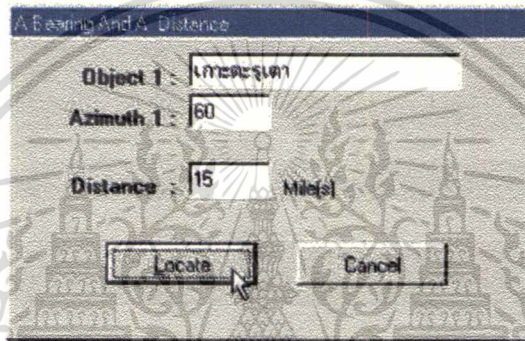 A Bearing And A Distance
Object 1 : เกาะตะรุเตา
Azimuth 1 : 60
Distance : 15 Mile(s)
Locate Cancel